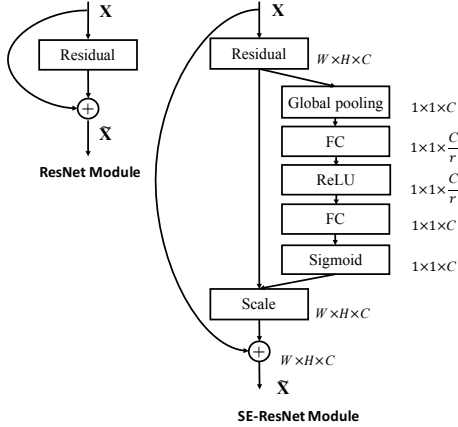 X
Residual
+
X̃
ResNet Module
X
Residual
W×H×C
Global pooling
1×1×C
FC
1×1×C/r
ReLU
1×1×C/r
FC
1×1×C
Sigmoid
1×1×C
Scale
W×H×C
+
W×H×C
X̃
SE-ResNet Module